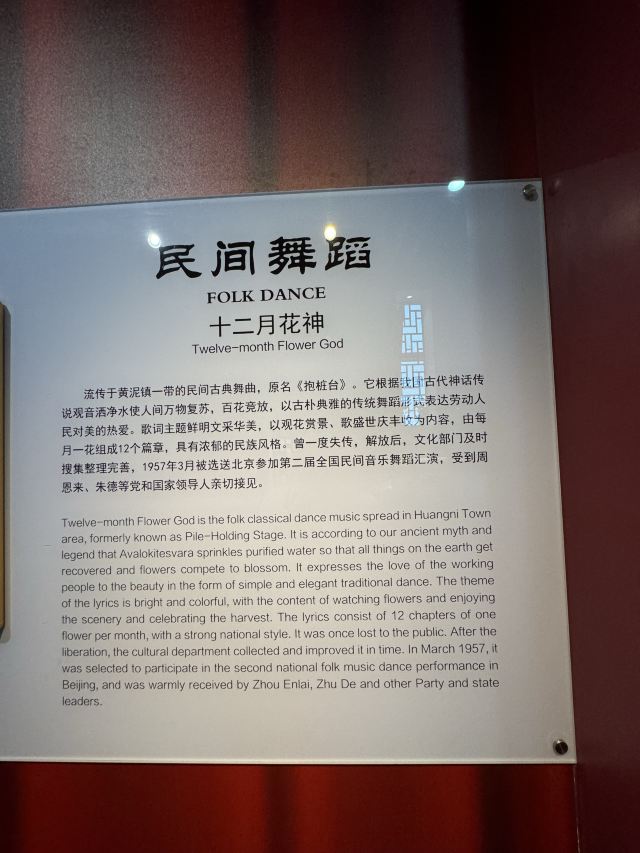 民间舞蹈
FOLK DANCE
十二月花神
Twelve-month Flower God
流传于黄泥镇一带的民间古典舞曲，原名《抱桩台》。它根据我国古代神话传
说观音洒净水使人间万物复苏，百花竞放，以古朴典雅的传统舞蹈形式表达劳动人
民对美的热爱。歌词主题鲜明文采华美，以观花赏景、歌盛世庆丰收为内容，由每
月一花组成12个篇章，具有浓郁的民族风格。曾一度失传，解放后，文化部门及时
搜集整理完善，1957年3月被选送北京参加第二届全国民间音乐舞蹈汇演，受到周
恩来、朱德等党和国家领导人亲切接见。
Twelve-month Flower God is the folk classical dance music spread in Huangni Town
area, formerly known as Pile-Holding Stage. It is according to our ancient myth and
legend that Avalokitesvara sprinkles purified water so that all things on the earth get
recovered and flowers compete to blossom. It expresses the love of the working
people to the beauty in the form of simple and elegant traditional dance. The theme
of the lyrics is bright and colorful, with the content of watching flowers and enjoying
the scenery and celebrating the harvest. The lyrics consist of 12 chapters of one
flower per month, with a strong national style. It was once lost to the public. After the
liberation, the cultural department collected and improved it in time. In March 1957, it
was selected to participate in the second national folk music dance performance in
Beijing, and was warmly received by Zhou Enlai, Zhu De and other Party and state
leaders.